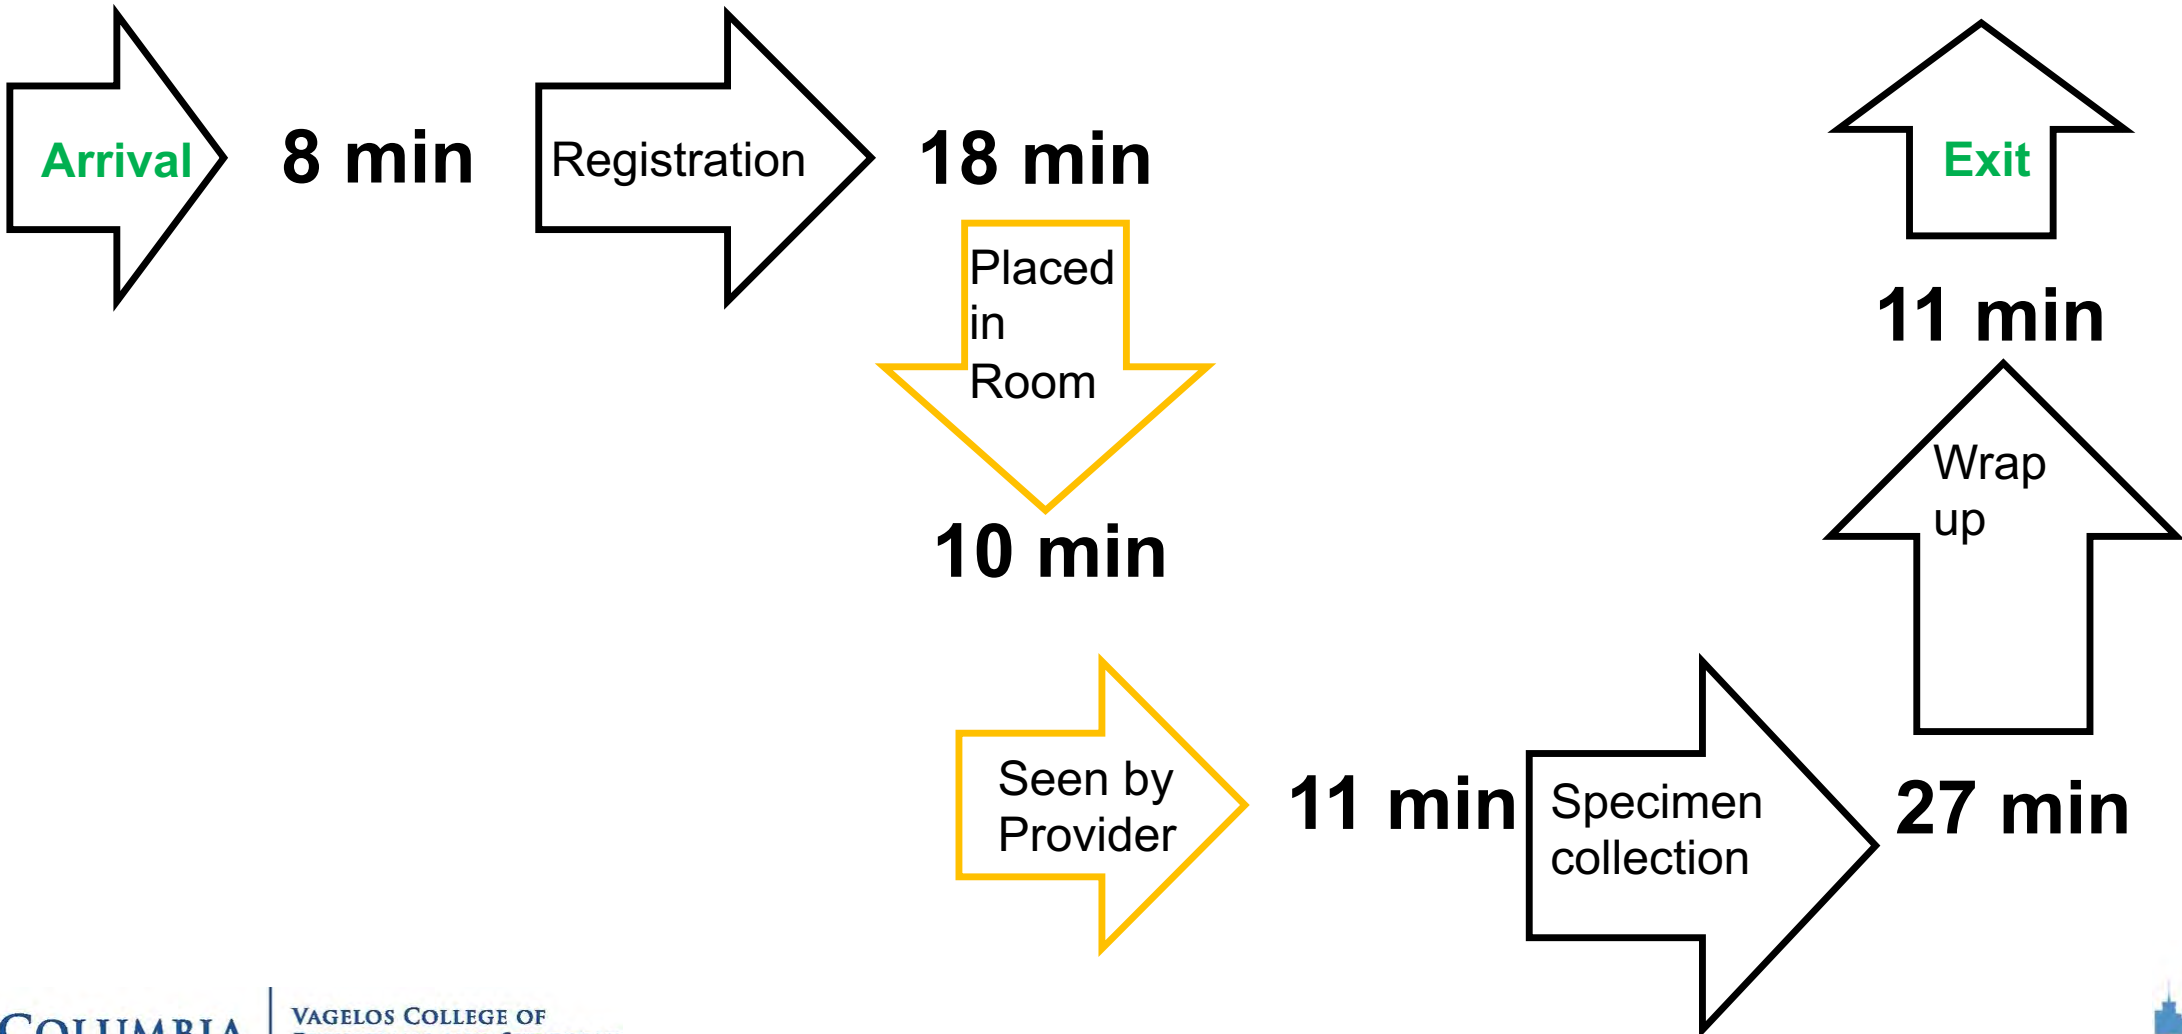 Arrival
8 min
Registration
18 min
Placed
in
Room
10 min
Seen by
Provider
11 min
Specimen
collection
27 min
Wrap
up
11 min
Exit
COLUMBIA
VAGELOS COLLEGE OF